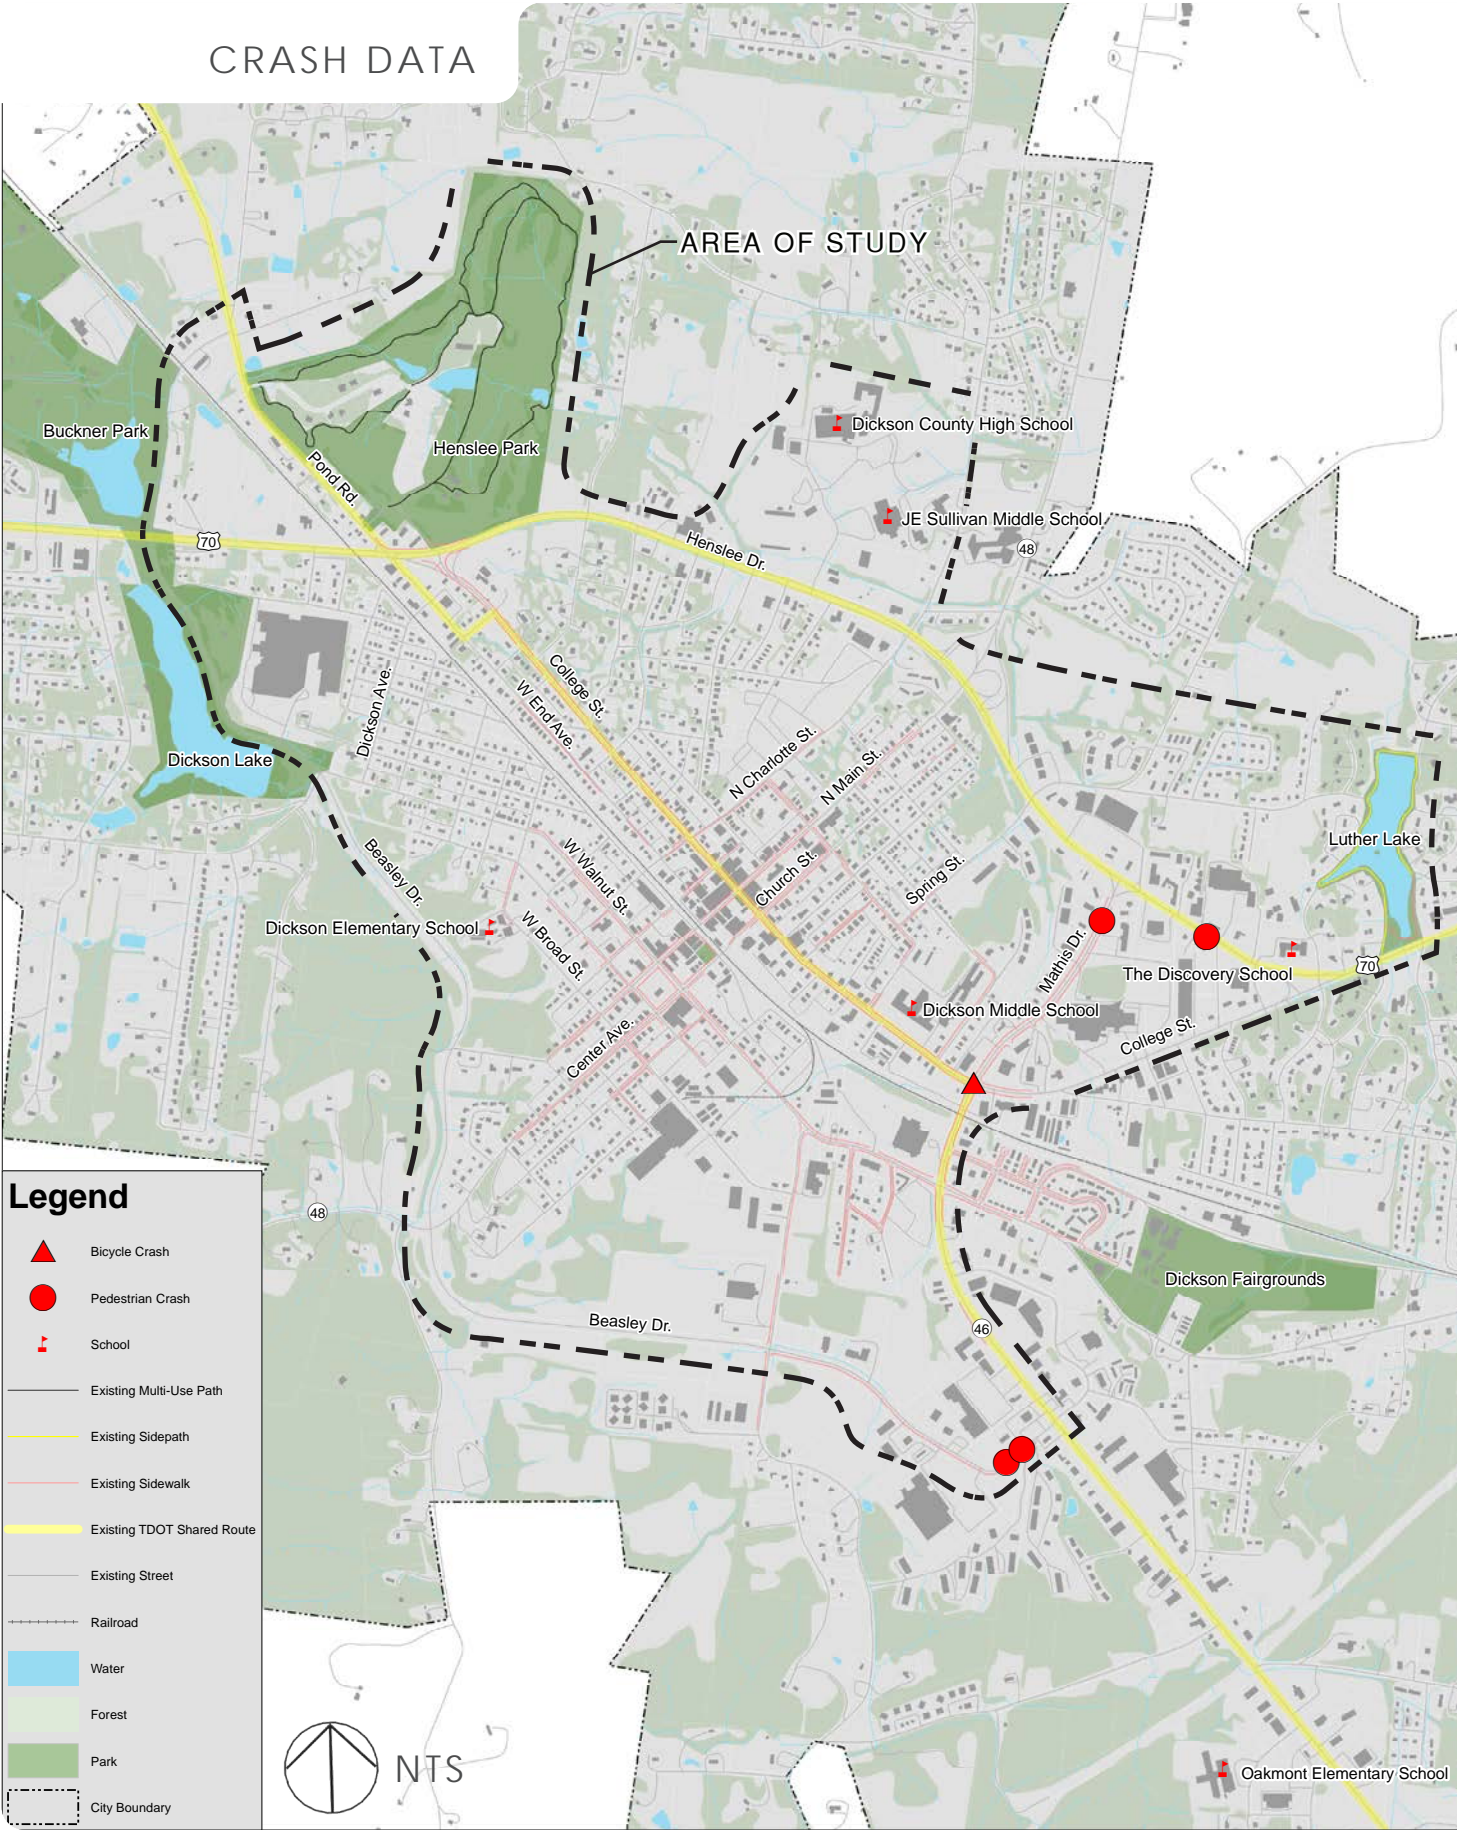 CRASH DATA
AREA OF STUDY
Dickson County High School
Buckner Park
Henslee Park
Pond Rd.
JE Sullivan Middle School
70
Henslee Dr.
48
College St.
W End Ave.
Dickson Ave.
N Charlotte St.
N Main St.
Dickson Lake
Luther Lake
Beasley Dr.
W Walnut St.
Church St.
Spring St.
Dickson Elementary School
W Broad St.
Mathis Dr.
The Discovery School
70
Dickson Middle School
College St.
Center Ave.
48
Dickson Fairgrounds
Beasley Dr.
46
Oakmont Elementary School
Legend
Bicycle Crash
Pedestrian Crash
School
Existing Multi-Use Path
Existing Sidepath
Existing Sidewalk
Existing TDOT Shared Route
Existing Street
Railroad
Water
Forest
Park
City Boundary
NTS